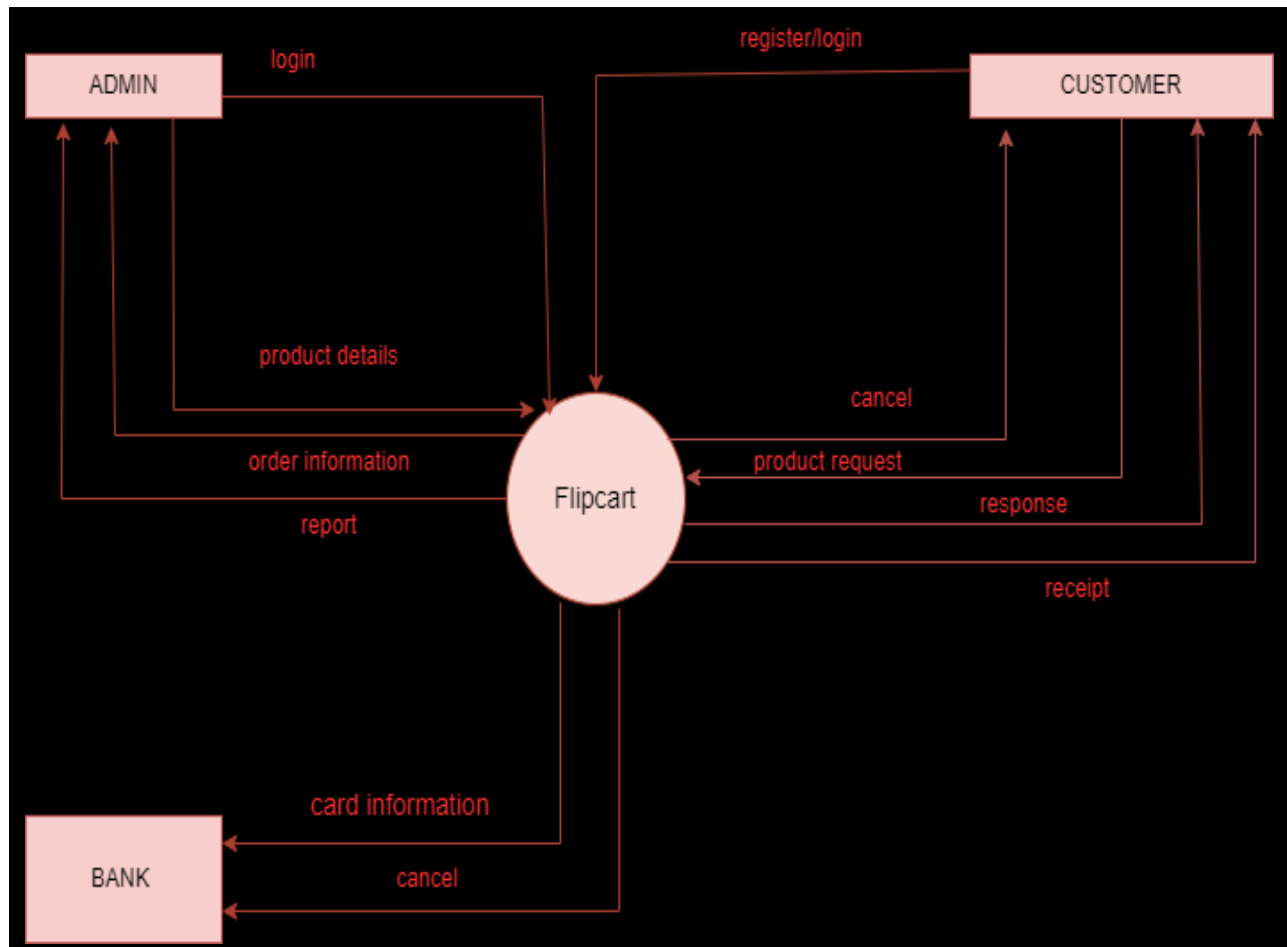 register/login
login
ADMIN
CUSTOMER
product details
cancel
order information
product request
Flipcart
response
report
receipt
card information
BANK
cancel